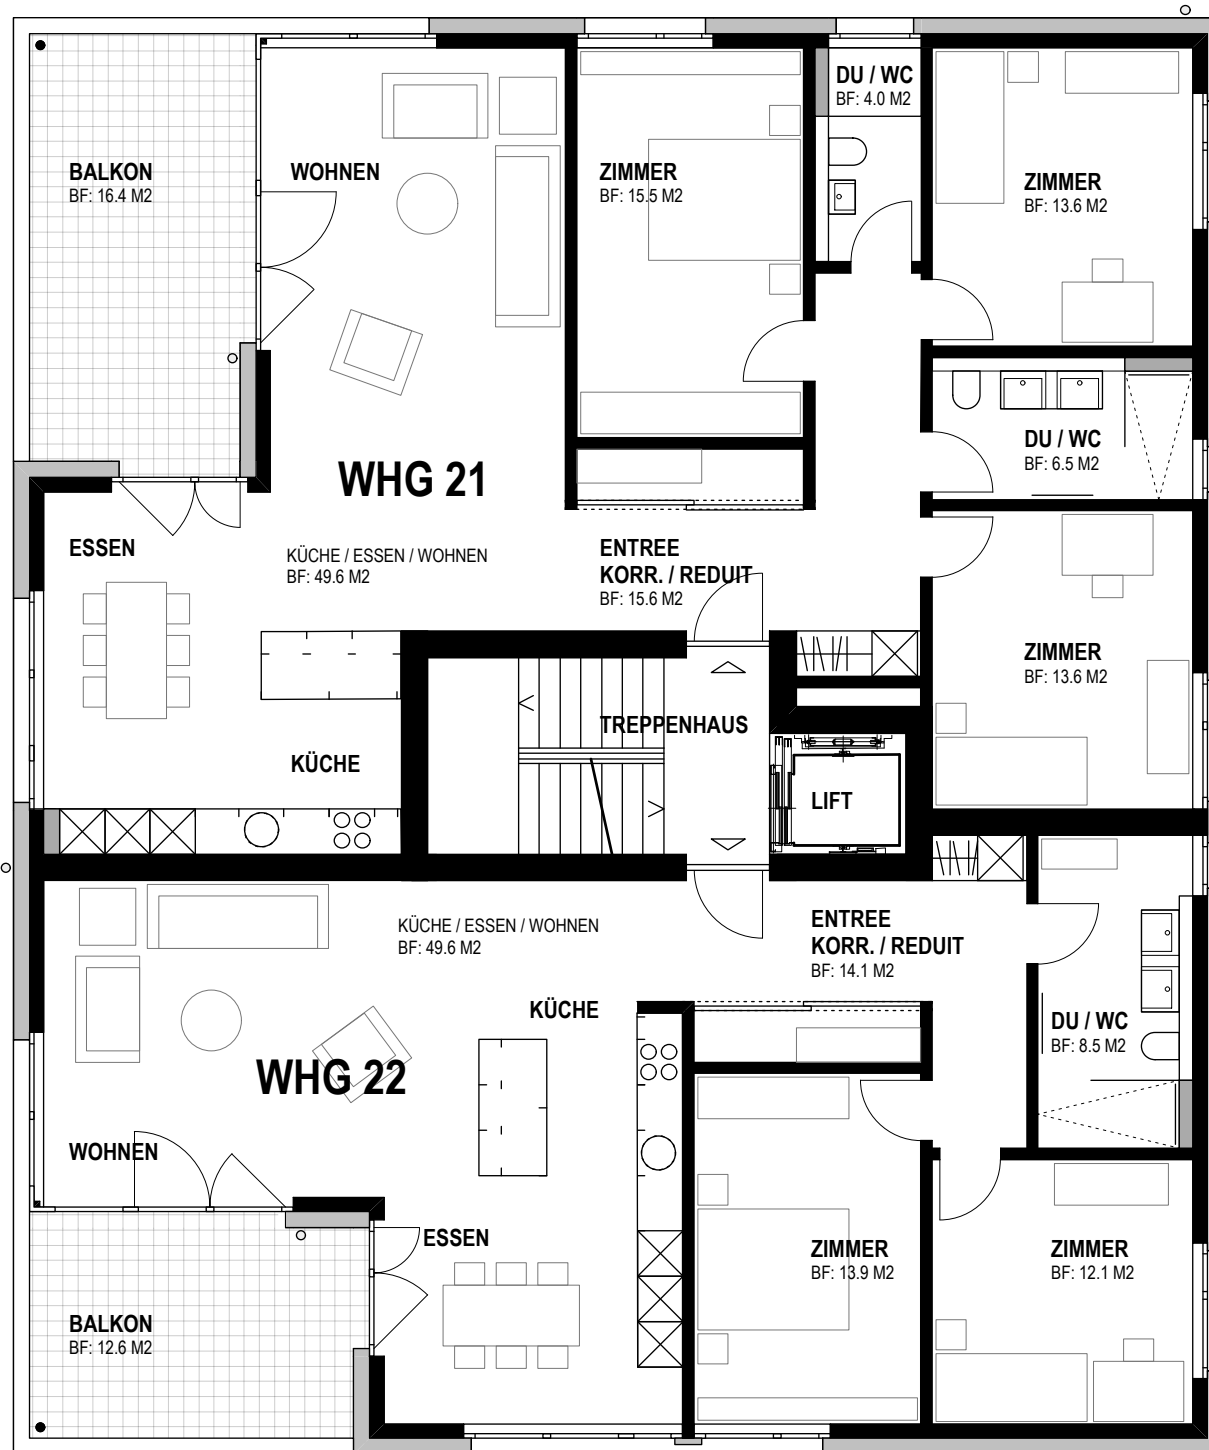 DU / WC
BF: 4.0 M2
BALKON
BF: 16.4 M2
WOHNEN
ZIMMER
BF: 15.5 M2
ZIMMER
BF: 13.6 M2
DU / WC
BF: 6.5 M2
WHG 21
ESSEN
KÜCHE / ESSEN / WOHNEN
BF: 49.6 M2
ENTREE
KORR. / REDUIT
BF: 15.6 M2
ZIMMER
BF: 13.6 M2
TREPPENHAUS
KÜCHE
LIFT
KÜCHE / ESSEN / WOHNEN
BF: 49.6 M2
ENTREE
KORR. / REDUIT
BF: 14.1 M2
KÜCHE
DU / WC
BF: 8.5 M2
WHG 22
WOHNEN
ESSEN
ZIMMER
BF: 13.9 M2
ZIMMER
BF: 12.1 M2
BALKON
BF: 12.6 M2